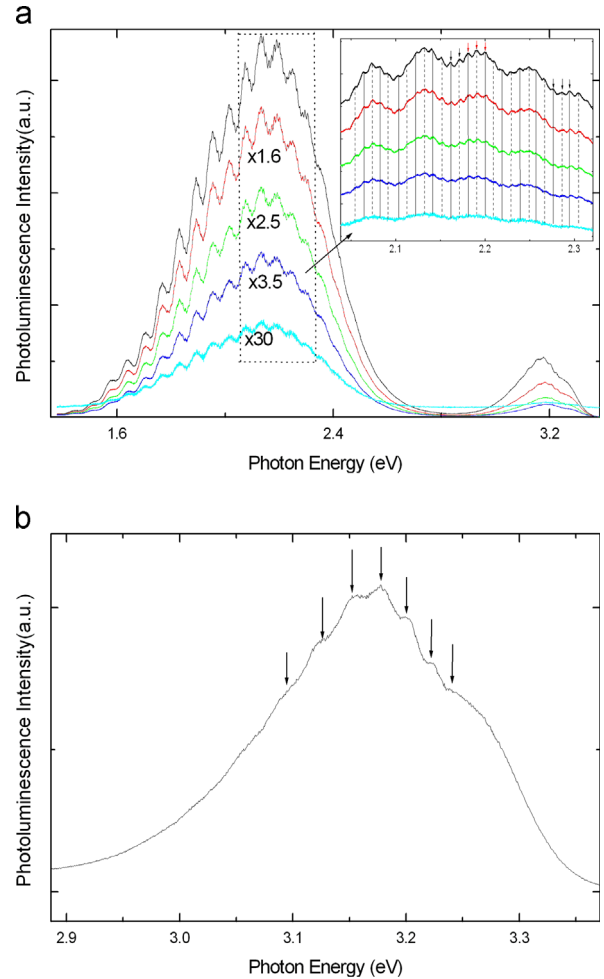 a
Photoluminescence Intensity(a.u.)
x1.6
x2.5
x3.5
x30
2.1 2.2 2.3
1.6 2.4 3.2
Photon Energy (eV)
b
Photoluminescence Intensity(a.u.)
2.9 3.0 3.1 3.2 3.3
Photon Energy (eV)